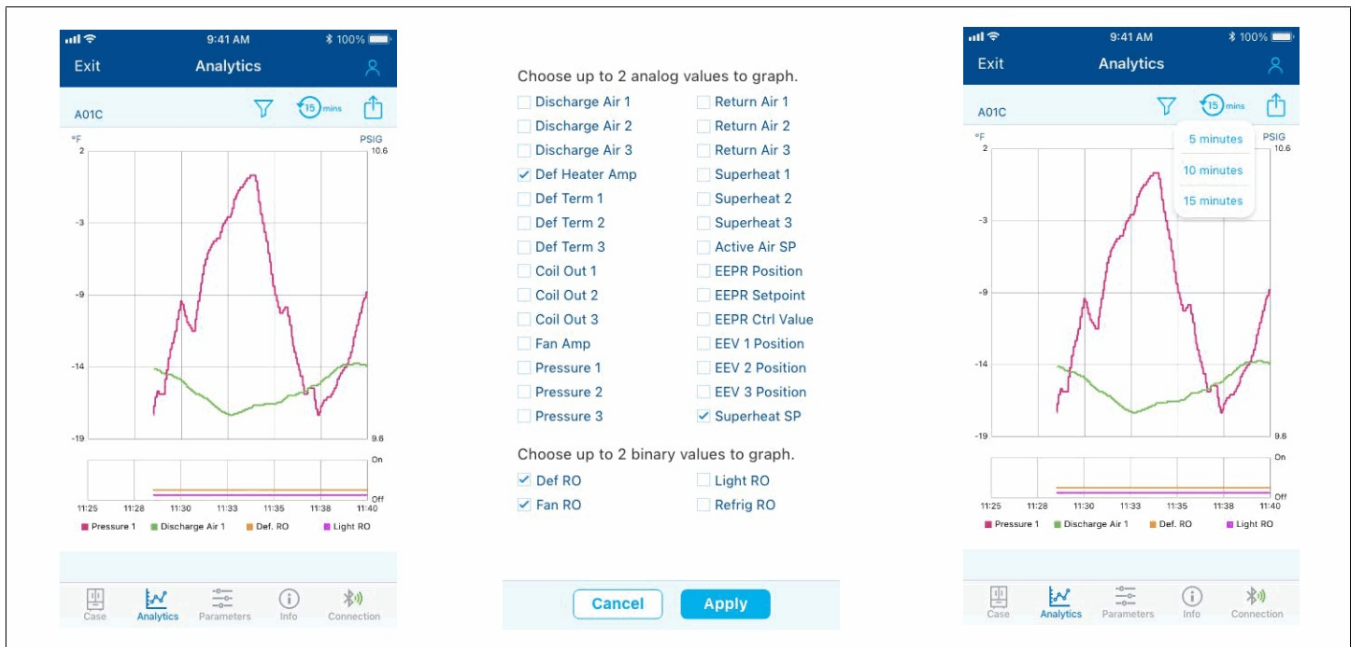 9:41 AM 100%
Exit Analytics
A01C 15 mins
°F PSIG
2 10.6
-3
-9
-14
-19 9.6
On
Off
11:25 11:28 11:30 11:33 11:35 11:38 11:40
Pressure 1 Discharge Air 1 Def. RO Light RO
Case Analytics Parameters Info Connection
Choose up to 2 analog values to graph.
Discharge Air 1 Return Air 1
Discharge Air 2 Return Air 2
Discharge Air 3 Return Air 3
Def Heater Amp Superheat 1
Def Term 1 Superheat 2
Def Term 2 Superheat 3
Def Term 3 Active Air SP
Coil Out 1 EEPR Position
Coil Out 2 EEPR Setpoint
Coil Out 3 EEPR Ctrl Value
Fan Amp EEV 1 Position
Pressure 1 EEV 2 Position
Pressure 2 EEV 3 Position
Pressure 3 Superheat SP
Choose up to 2 binary values to graph.
Def RO Light RO
Fan RO Refrig RO
Cancel Apply
9:41 AM 100%
Exit Analytics
A01C 15 mins
°F PSIG
2 10.6
5 minutes
10 minutes
15 minutes
-3
-9
-14
-19 9.6
On
Off
11:25 11:28 11:30 11:33 11:35 11:38 11:40
Pressure 1 Discharge Air 1 Def. RO Light RO
Case Analytics Parameters Info Connection